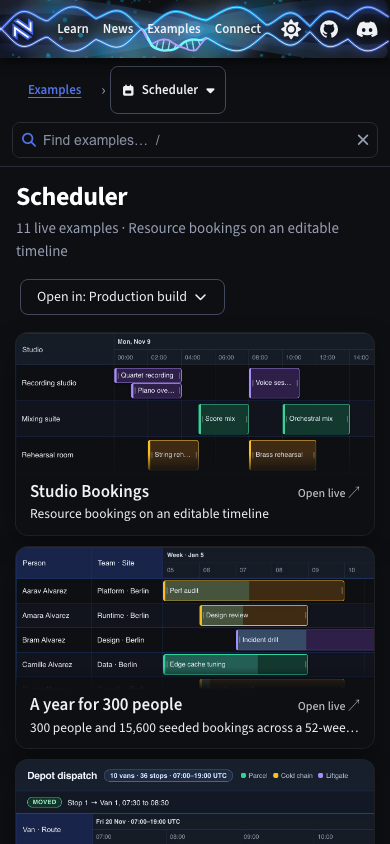 Learn News Examples Connect
Examples › Scheduler
Find examples… /
Scheduler
11 live examples · Resource bookings on an editable
timeline
Open in: Production build
Mon, Nov 9
Studio
00:00 02:00 04:00 06:00 08:00 10:00 12:00 14:00
Recording studio
Quartet recording
Piano ove…
Voice ses…
Mixing suite
Score mix
Orchestral mix
Rehearsal room
String reh…
Brass rehearsal
Studio Bookings
Open live ↗
Resource bookings on an editable timeline
Person
Team · Site
Week · Jan 5
05 06 07 08 09 10
Aarav Alvarez Platform · Berlin Perf audit
Amara Alvarez Runtime · Berlin Design review
Bram Alvarez Design · Berlin Incident drill
Camille Alvarez Data · Berlin Edge cache tuning
A year for 300 people
Open live ↗
300 people and 15,600 seeded bookings across a 52-wee…
Depot dispatch 10 vans · 36 stops · 07:00–19:00 UTC Parcel Cold chain Liftgate
MOVED Stop 1 → Van 1, 07:30 to 08:30
Van · Route
Fri 20 Nov · 07:00–19:00 UTC
07:00 08:00 09:00 10:00